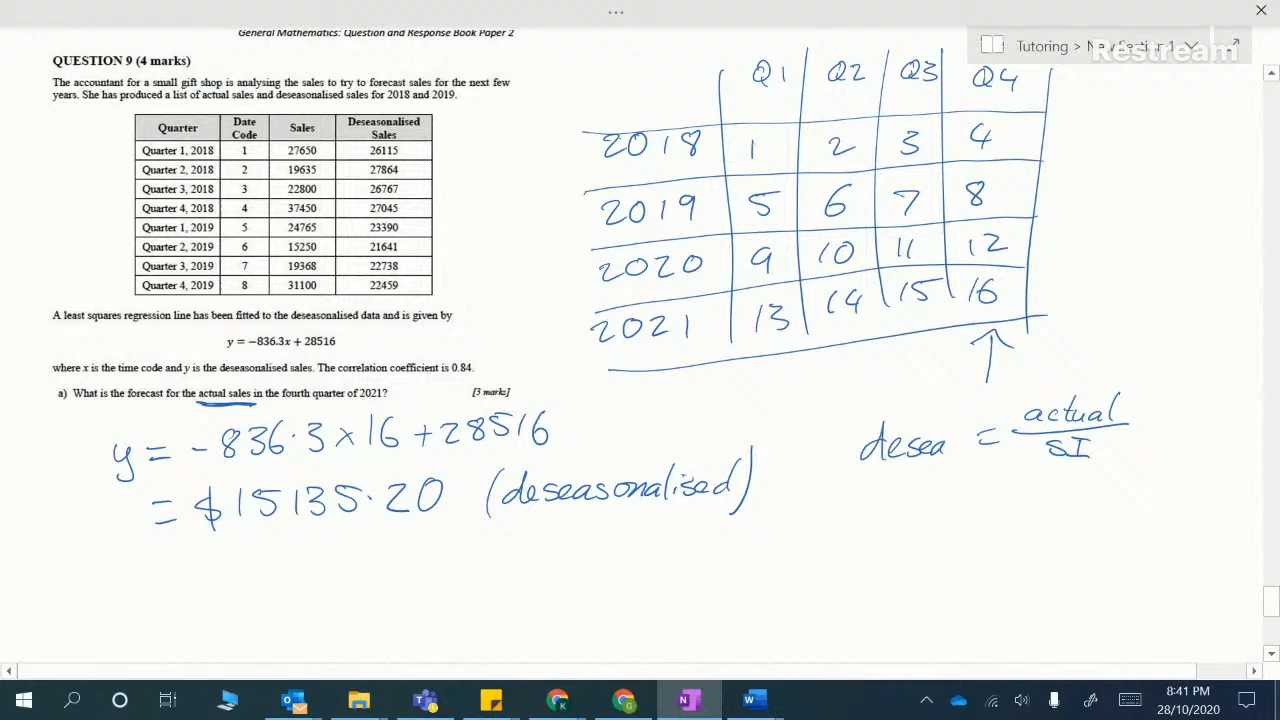 General Mathematics: Question and Response Book Paper 2
Tutoring > New Section 1
Restream
QUESTION 9 (4 marks)
The accountant for a small gift shop is analysing the sales to try to forecast sales for the next few
years. She has produced a list of actual sales and deseasonalised sales for 2018 and 2019.
Quarter Date Code Sales Deseasonalised Sales
Quarter 1, 2018 1 27650 26115
Quarter 2, 2018 2 19635 27864
Quarter 3, 2018 3 22800 26767
Quarter 4, 2018 4 37450 27045
Quarter 1, 2019 5 24765 23390
Quarter 2, 2019 6 15250 21641
Quarter 3, 2019 7 19368 22738
Quarter 4, 2019 8 31100 22459
Q1 Q2 Q3 Q4
2018 1 2 3 4
2019 5 6 7 8
2020 9 10 11 12
2021 13 14 15 16
A least squares regression line has been fitted to the deseasonalised data and is given by
y = −836.3x + 28516
where x is the time code and y is the deseasonalised sales. The correlation coefficient is 0.84.
a) What is the forecast for the actual sales in the fourth quarter of 2021? [3 marks]
y = -836.3 × 16 + 28516
= $15135.20 (deseasonalised)
desea = actual / SI
8:41 PM
28/10/2020